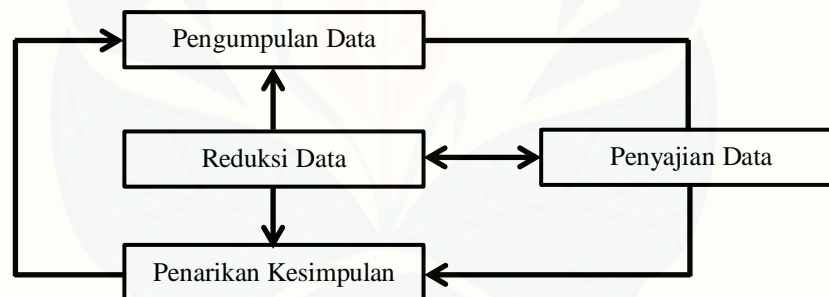 Pengumpulan Data
Reduksi Data
Penyajian Data
Penarikan Kesimpulan